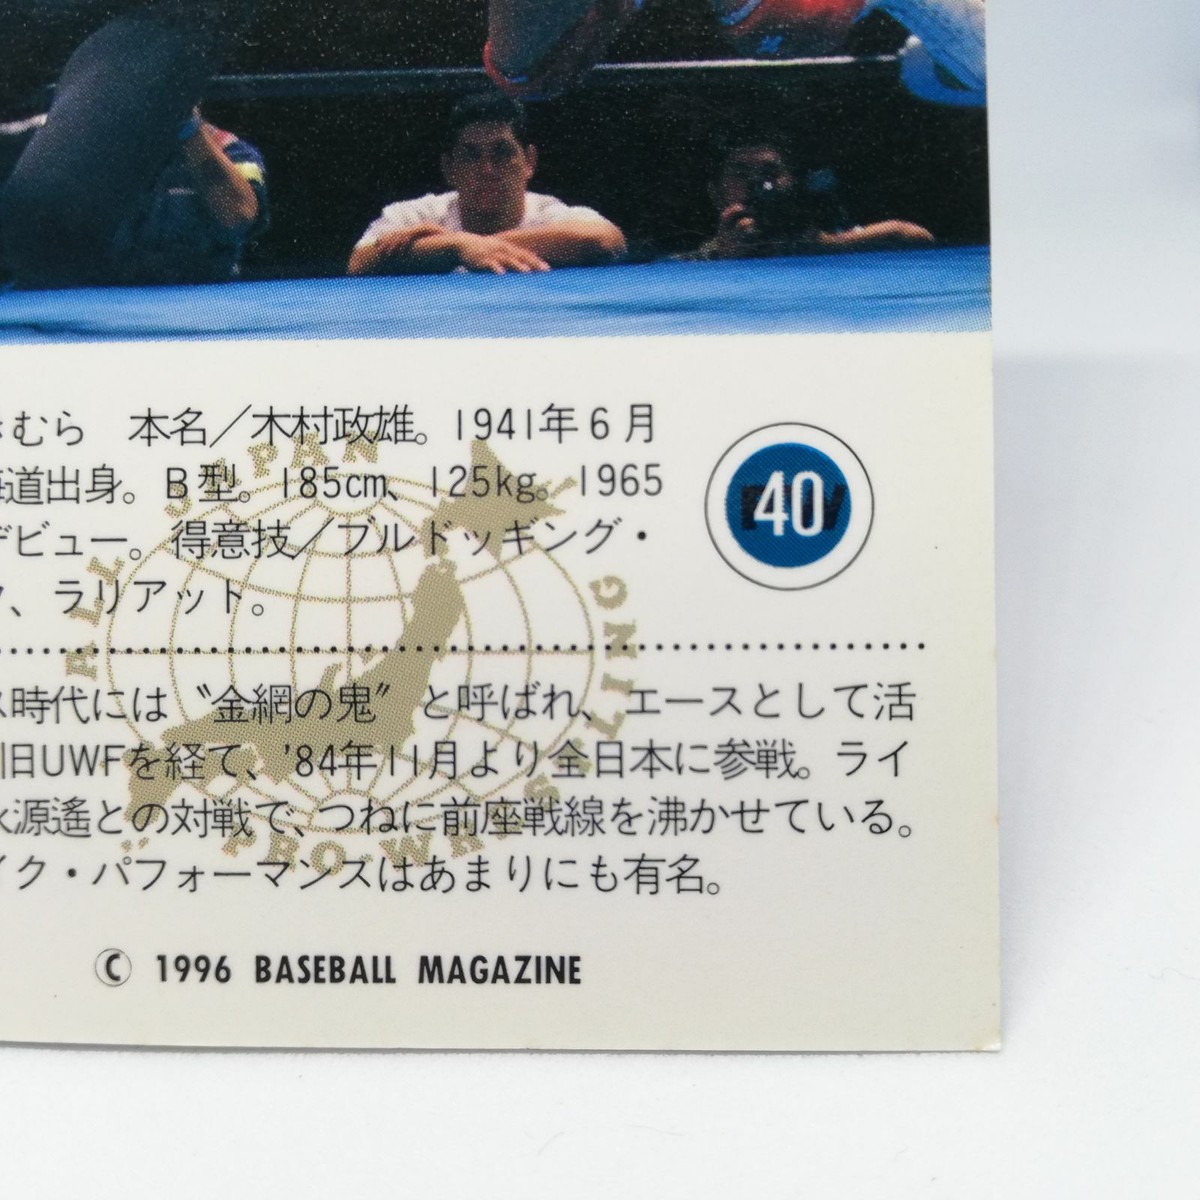 きむら　本名／木村政雄。1941年6月
海道出身。B型。185cm、125kg。1965
デビュー。得意技／ブルドッキング・
、ラリアット。
40
ALL JAPAN PRO-WRESTLING
ス時代には〝金網の鬼〟と呼ばれ、エースとして活
旧UWFを経て、'84年11月より全日本に参戦。ライ
永源遙との対戦で、つねに前座戦線を沸かせている。
イク・パフォーマンスはあまりにも有名。
© 1996 BASEBALL MAGAZINE